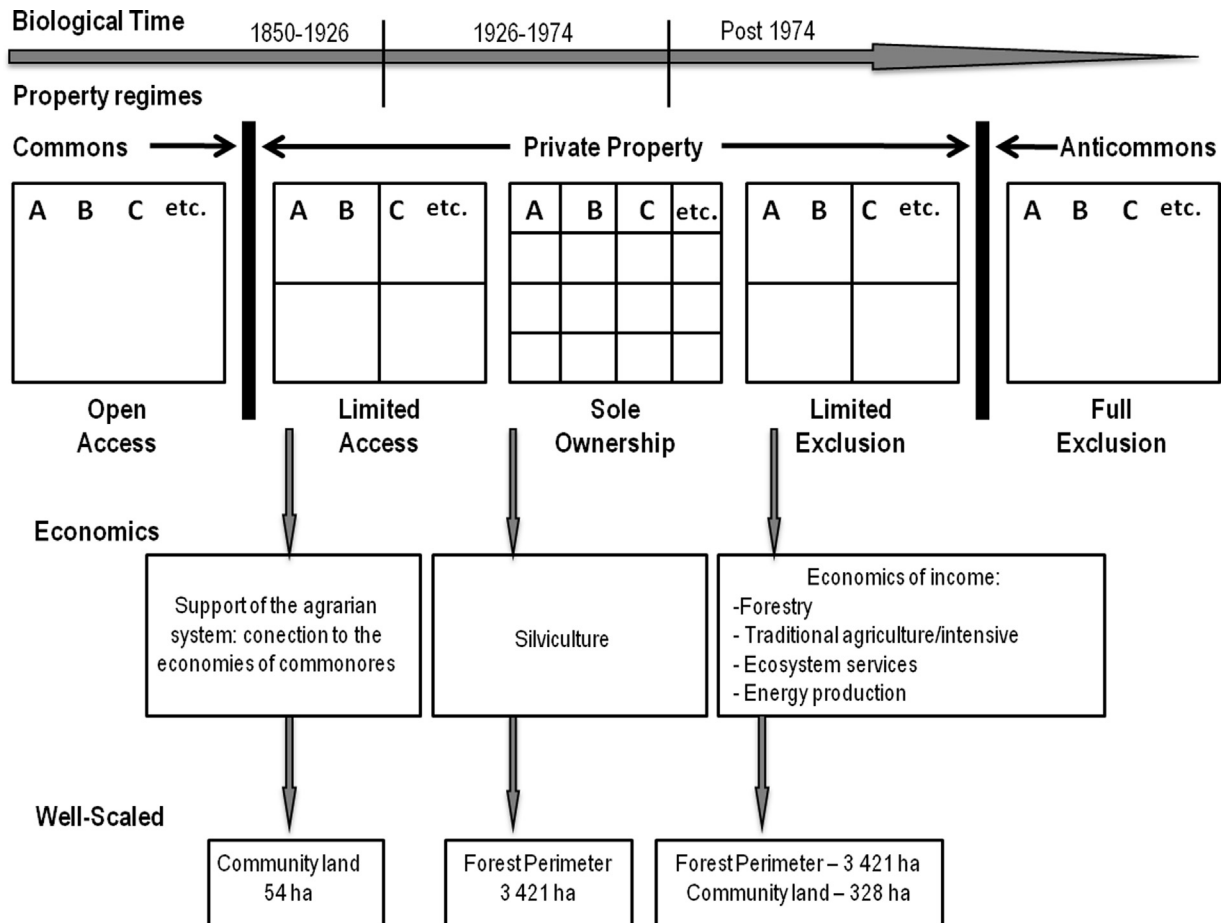 Biological Time
1850-1926
1926-1974
Post 1974
Property regimes
Commons
Private Property
Anticommons
A B C etc.
A B C etc.
A B C etc.
A B C etc.
A B C etc.
Open
Access
Limited
Access
Sole
Ownership
Limited
Exclusion
Full
Exclusion
Economics
Support of the agrarian
system: conection to the
economies of commonores
Silviculture
Economics of income:
-Forestry
- Traditional agriculture/intensive
- Ecosystem services
- Energy production
Well-Scaled
Community land
54 ha
Forest Perimeter
3 421 ha
Forest Perimeter – 3 421 ha
Community land – 328 ha